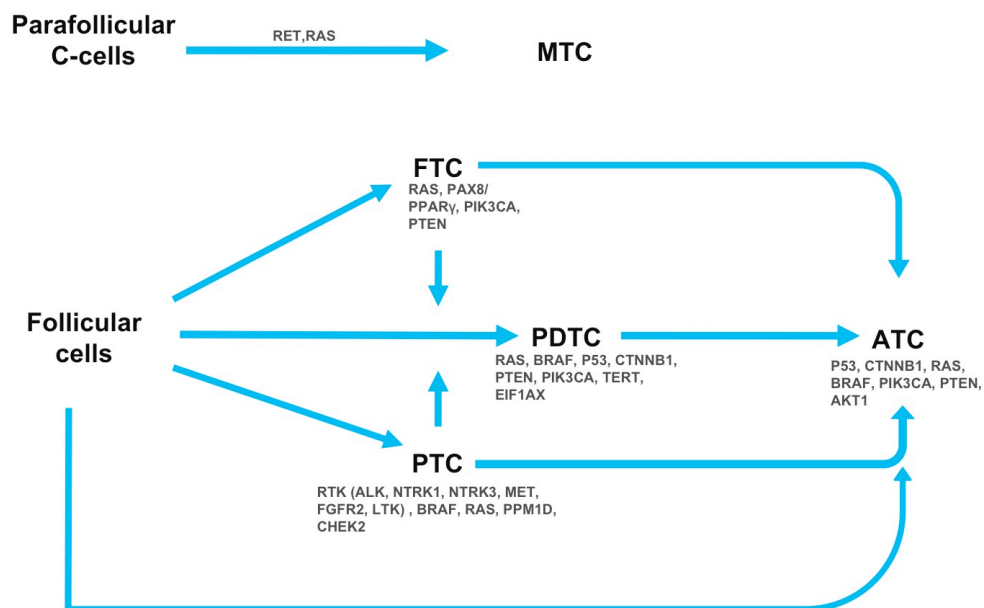 Parafollicular
C-cells
RET,RAS
MTC
FTC
RAS, PAX8/
PPARγ, PIK3CA,
PTEN
Follicular
cells
PDTC
RAS, BRAF, P53, CTNNB1,
PTEN, PIK3CA, TERT,
EIF1AX
ATC
P53, CTNNB1, RAS,
BRAF, PIK3CA, PTEN,
AKT1
PTC
RTK (ALK, NTRK1, NTRK3, MET,
FGFR2, LTK) , BRAF, RAS, PPM1D,
CHEK2